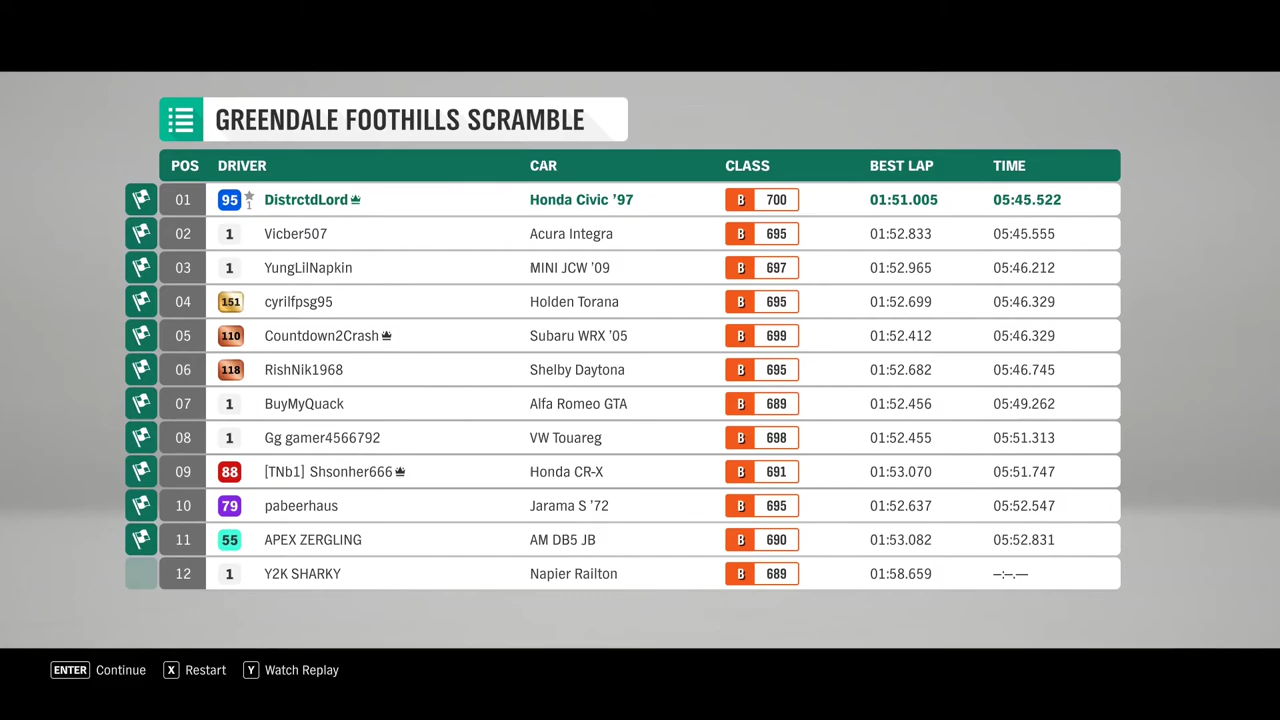 GREENDALE FOOTHILLS SCRAMBLE
POS DRIVER CAR CLASS BEST LAP TIME
01 95 1 DistrctdLord Honda Civic ’97 B 700 01:51.005 05:45.522
02 1 Vicber507 Acura Integra B 695 01:52.833 05:45.555
03 1 YungLilNapkin MINI JCW ’09 B 697 01:52.965 05:46.212
04 151 cyrilfpsg95 Holden Torana B 695 01:52.699 05:46.329
05 110 Countdown2Crash Subaru WRX ’05 B 699 01:52.412 05:46.329
06 118 RishNik1968 Shelby Daytona B 695 01:52.682 05:46.745
07 1 BuyMyQuack Alfa Romeo GTA B 689 01:52.456 05:49.262
08 1 Gg gamer4566792 VW Touareg B 698 01:52.455 05:51.313
09 88 [TNb1] Shsonher666 Honda CR-X B 691 01:53.070 05:51.747
10 79 pabeerhaus Jarama S ’72 B 695 01:52.637 05:52.547
11 55 APEX ZERGLING AM DB5 JB B 690 01:53.082 05:52.831
12 1 Y2K SHARKY Napier Railton B 689 01:58.659 --:--.---
ENTER Continue X Restart Y Watch Replay